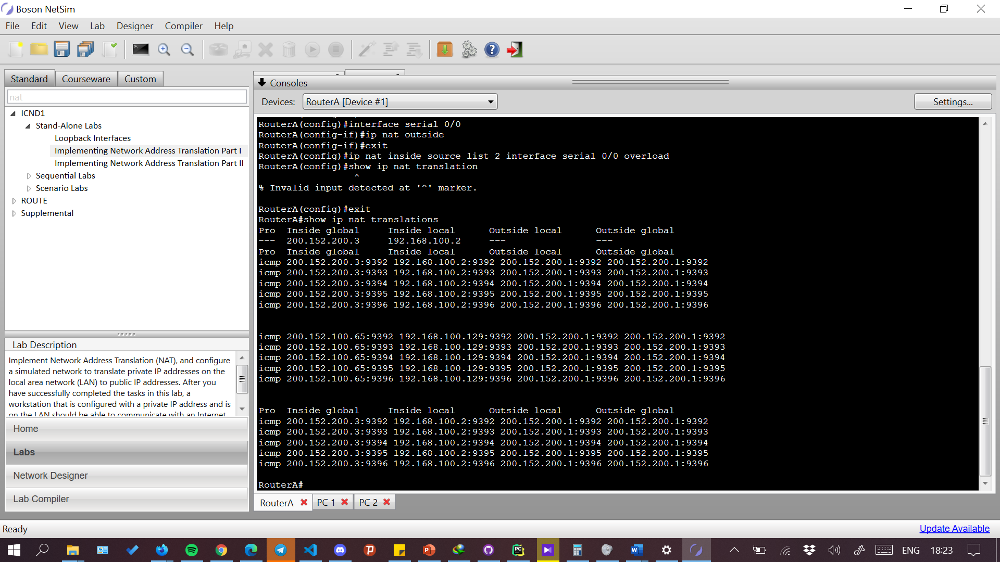 Boson NetSim
File Edit View Lab Designer Compiler Help
Standard Courseware Custom
nat
ICND1
Stand-Alone Labs
Loopback Interfaces
Implementing Network Address Translation Part I
Implementing Network Address Translation Part II
Sequential Labs
Scenario Labs
ROUTE
Supplemental
Lab Description
Implement Network Address Translation (NAT), and configure
a simulated network to translate private IP addresses on the
local area network (LAN) to public IP addresses. After you
have successfully completed the tasks in this lab, a
workstation that is configured with a private IP address and is
on the LAN should be able to communicate with an Internet
Home
Labs
Network Designer
Lab Compiler
Consoles
Devices: RouterA [Device #1] Settings...
RouterA(config)#interface serial 0/0
RouterA(config-if)#ip nat outside
RouterA(config-if)#exit
RouterA(config)#ip nat inside source list 2 interface serial 0/0 overload
RouterA(config)#show ip nat translation
^
% Invalid input detected at '^' marker.
RouterA(config)#exit
RouterA#show ip nat translations
Pro Inside global Inside local Outside local Outside global
--- 200.152.200.3 192.168.100.2 --- ---
Pro Inside global Inside local Outside local Outside global
icmp 200.152.200.3:9392 192.168.100.2:9392 200.152.200.1:9392 200.152.200.1:9392
icmp 200.152.200.3:9393 192.168.100.2:9393 200.152.200.1:9393 200.152.200.1:9393
icmp 200.152.200.3:9394 192.168.100.2:9394 200.152.200.1:9394 200.152.200.1:9394
icmp 200.152.200.3:9395 192.168.100.2:9395 200.152.200.1:9395 200.152.200.1:9395
icmp 200.152.200.3:9396 192.168.100.2:9396 200.152.200.1:9396 200.152.200.1:9396
icmp 200.152.100.65:9392 192.168.100.129:9392 200.152.200.1:9392 200.152.200.1:9392
icmp 200.152.100.65:9393 192.168.100.129:9393 200.152.200.1:9393 200.152.200.1:9393
icmp 200.152.100.65:9394 192.168.100.129:9394 200.152.200.1:9394 200.152.200.1:9394
icmp 200.152.100.65:9395 192.168.100.129:9395 200.152.200.1:9395 200.152.200.1:9395
icmp 200.152.100.65:9396 192.168.100.129:9396 200.152.200.1:9396 200.152.200.1:9396
Pro Inside global Inside local Outside local Outside global
icmp 200.152.200.3:9392 192.168.100.2:9392 200.152.200.1:9392 200.152.200.1:9392
icmp 200.152.200.3:9393 192.168.100.2:9393 200.152.200.1:9393 200.152.200.1:9393
icmp 200.152.200.3:9394 192.168.100.2:9394 200.152.200.1:9394 200.152.200.1:9394
icmp 200.152.200.3:9395 192.168.100.2:9395 200.152.200.1:9395 200.152.200.1:9395
icmp 200.152.200.3:9396 192.168.100.2:9396 200.152.200.1:9396 200.152.200.1:9396
RouterA#
RouterA PC 1 PC 2
Ready
Update Available
ENG 18:23